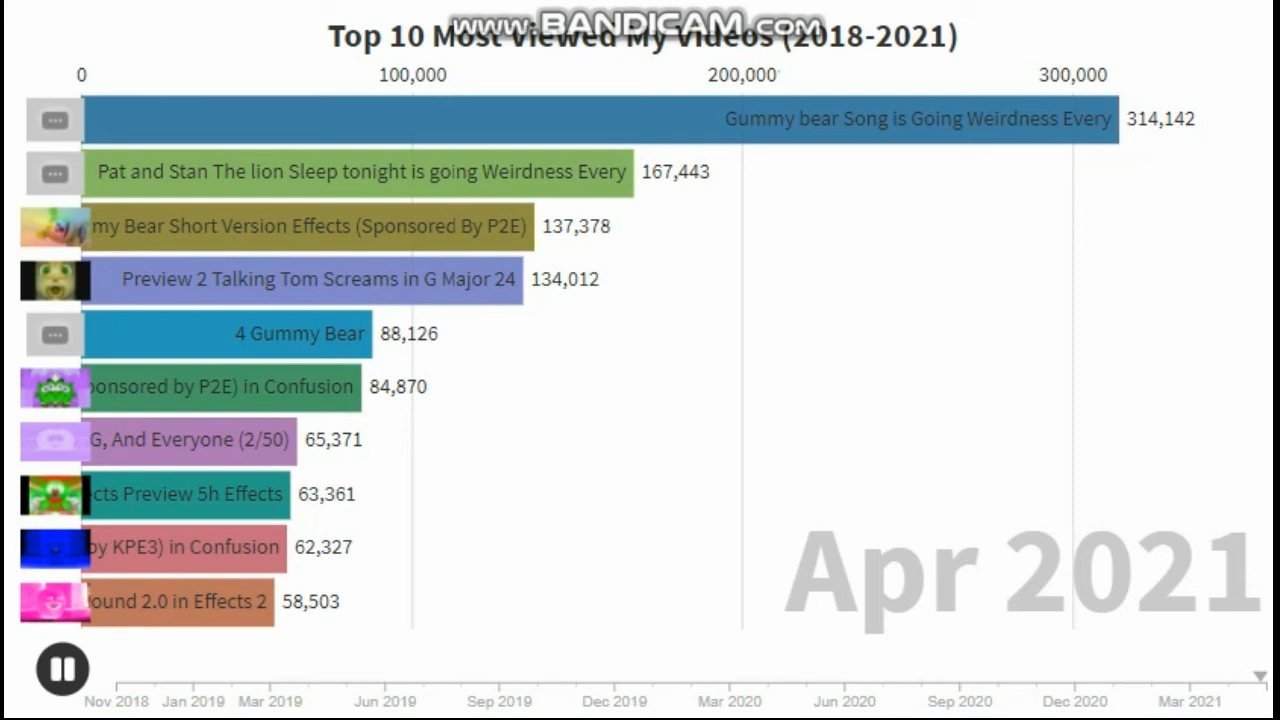 www.BANDICAM.com
Top 10 Most Viewed My Videos (2018-2021)
0 100,000 200,000 300,000
Gummy bear Song is Going Weirdness Every 314,142
Pat and Stan The lion Sleep tonight is going Weirdness Every 167,443
my Bear Short Version Effects (Sponsored By P2E) 137,378
Preview 2 Talking Tom Screams in G Major 24 134,012
4 Gummy Bear 88,126
ponsored by P2E) in Confusion 84,870
G, And Everyone (2/50) 65,371
cts Preview 5h Effects 63,361
by KPE3) in Confusion 62,327
ound 2.0 in Effects 2 58,503
Apr 2021
Nov 2018 Jan 2019 Mar 2019 Jun 2019 Sep 2019 Dec 2019 Mar 2020 Jun 2020 Sep 2020 Dec 2020 Mar 2021